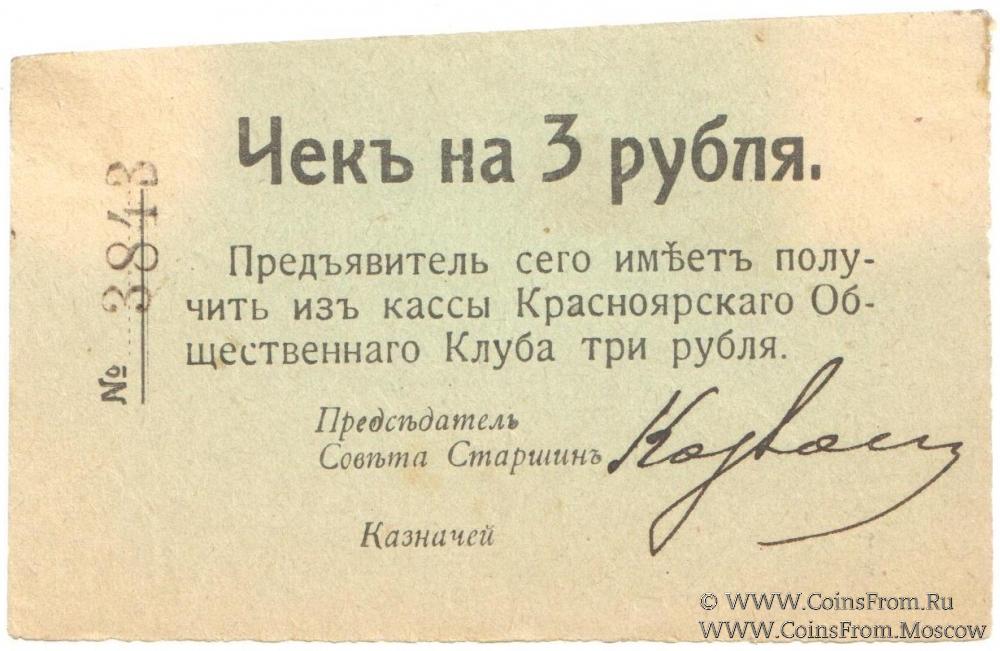 Чекъ на 3 рубля.
№ 3843
Предъявитель сего имѣетъ полу-
чить изъ кассы Красноярскаго Об-
щественнаго Клуба три рубля.
Предсѣдатель
Совѣта Старшинъ
Казначей
© WWW.CoinsFrom.Ru
WWW.CoinsFrom.Moscow